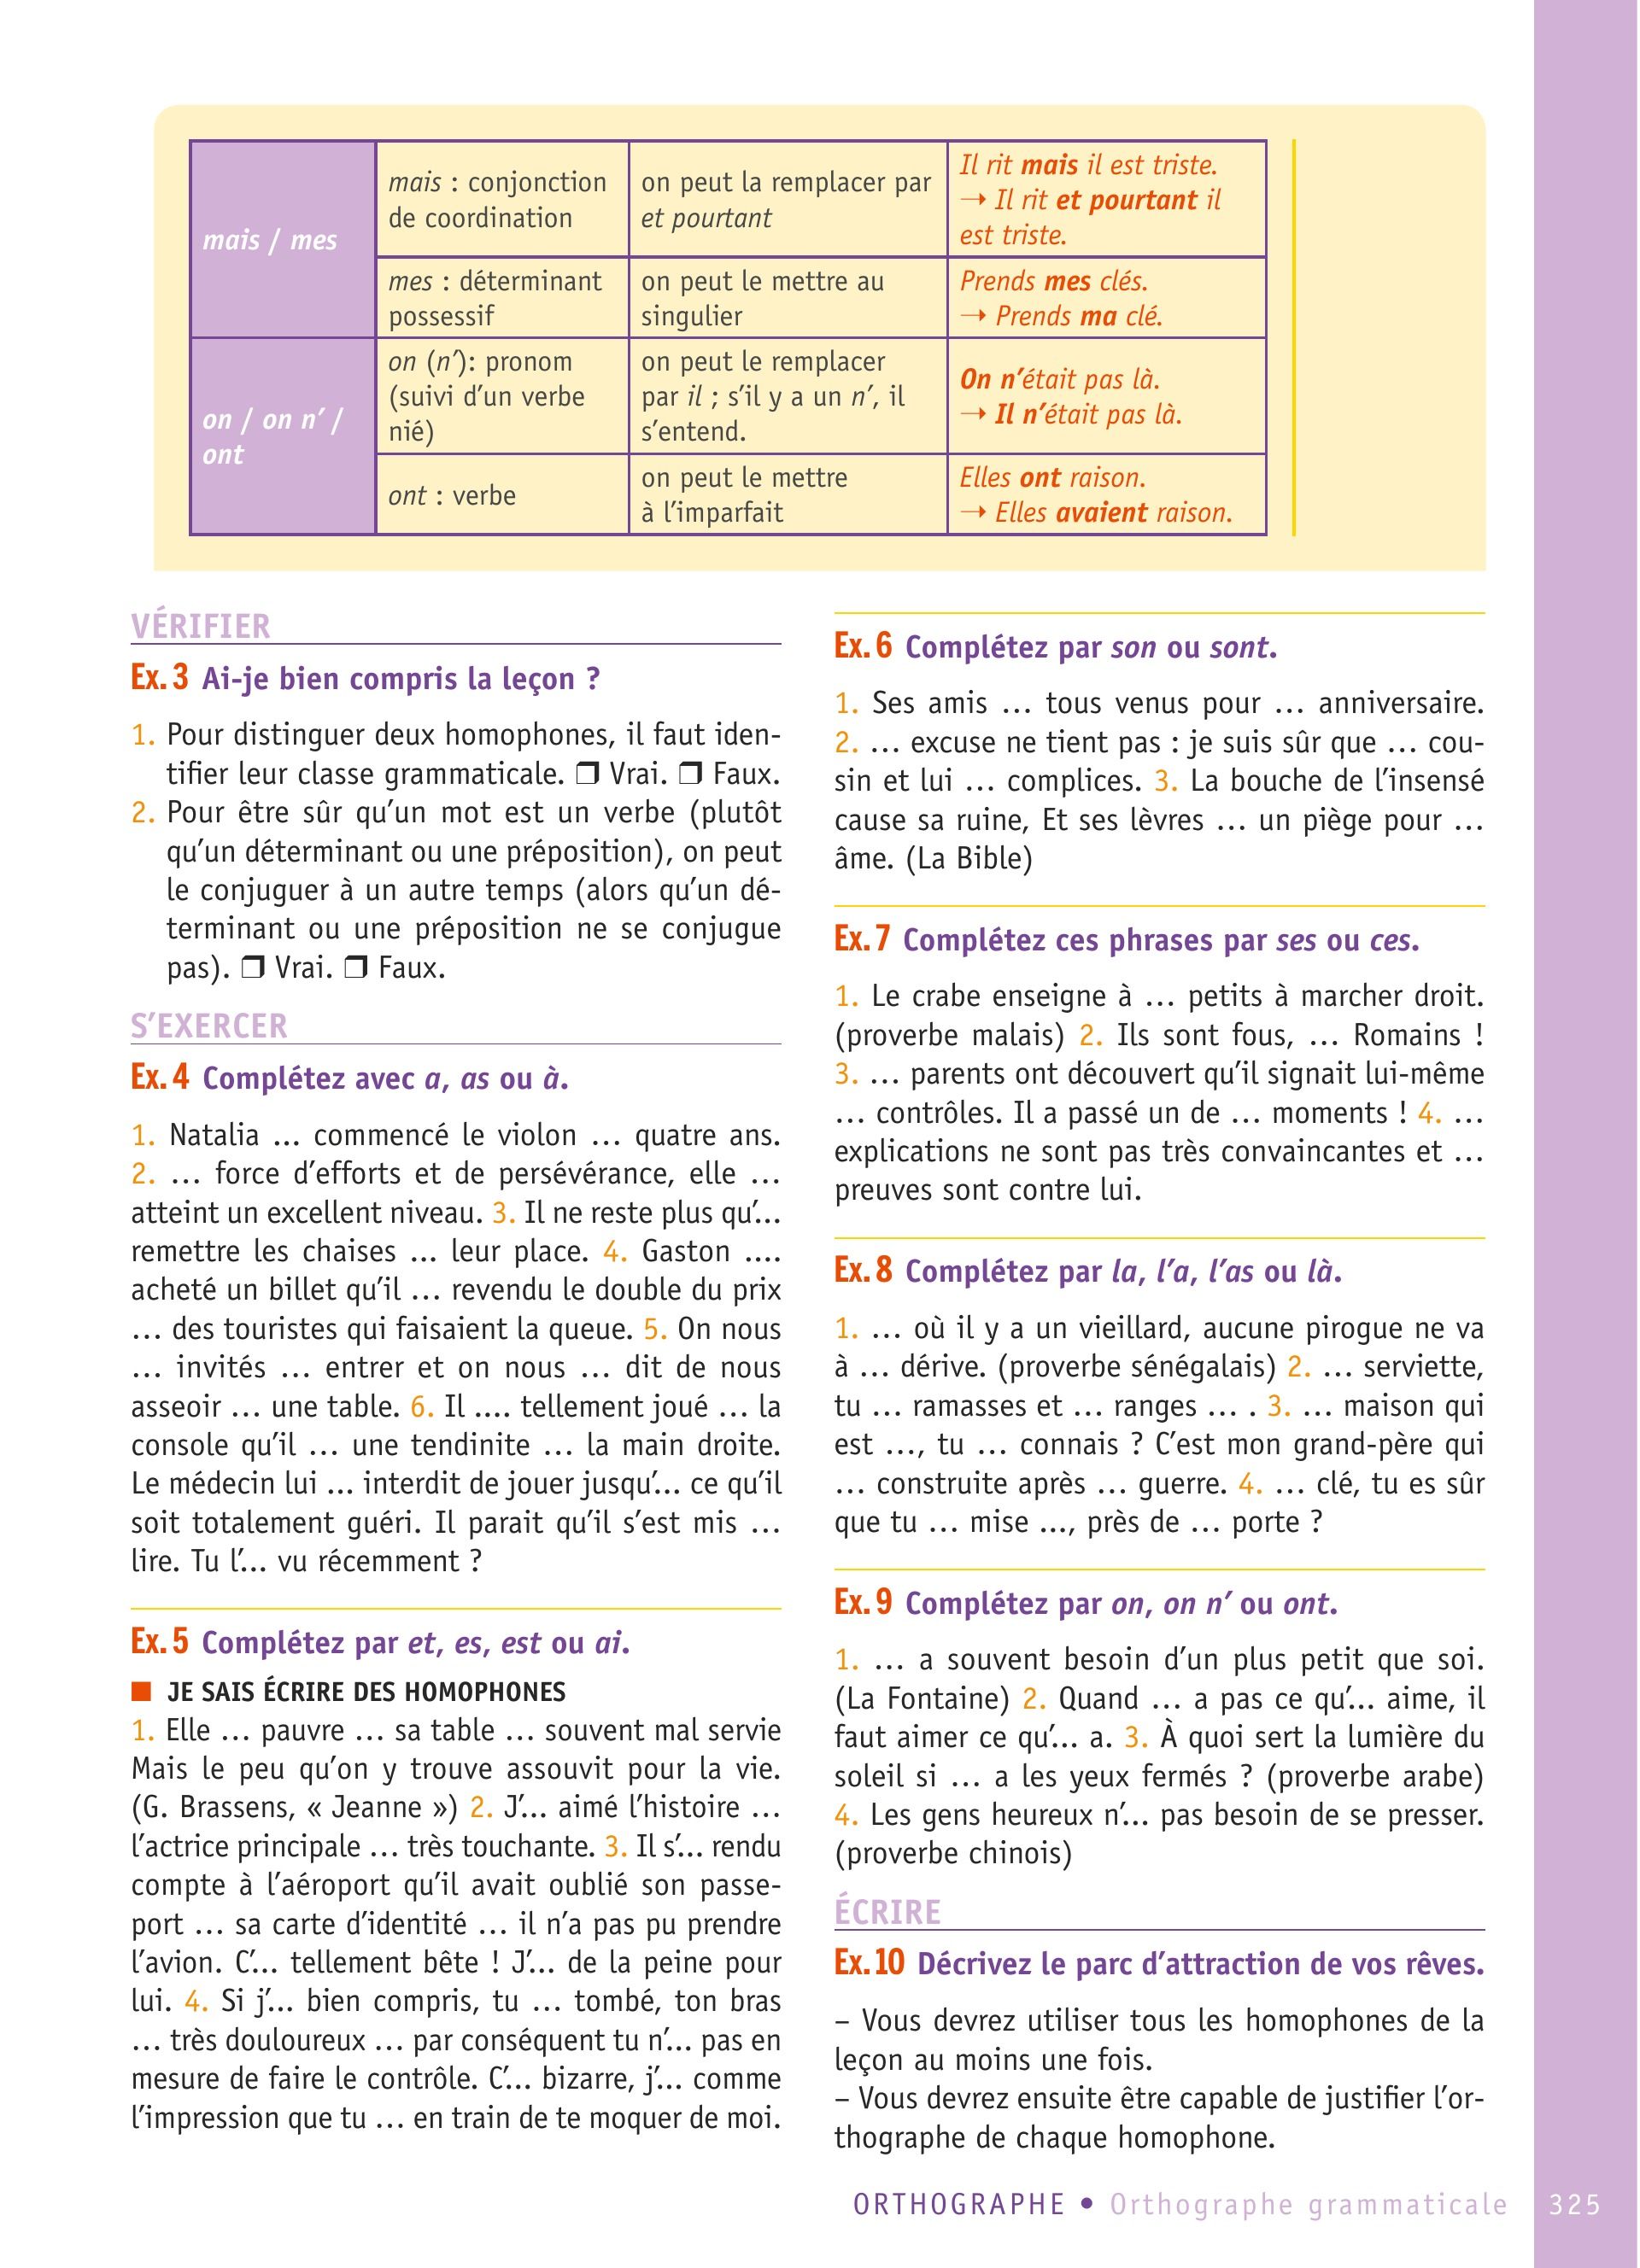 mais / mes
mais : conjonction
de coordination
on peut la remplacer par
et pourtant
Il rit mais il est triste.
→ Il rit et pourtant il
est triste.
mes : déterminant
possessif
on peut le mettre au
singulier
Prends mes clés.
→ Prends ma clé.
on / on n’ /
ont
on (n’): pronom
(suivi d’un verbe
nié)
on peut le remplacer
par il ; s’il y a un n’, il
s’entend.
On n’était pas là.
→ Il n’était pas là.
ont : verbe
on peut le mettre
à l’imparfait
Elles ont raison.
→ Elles avaient raison.
VÉRIFIER
Ex. 3 Ai-je bien compris la leçon ?
1. Pour distinguer deux homophones, il faut iden-
tifier leur classe grammaticale. ❒ Vrai. ❒ Faux.
2. Pour être sûr qu’un mot est un verbe (plutôt
qu’un déterminant ou une préposition), on peut
le conjuguer à un autre temps (alors qu’un dé-
terminant ou une préposition ne se conjugue
pas). ❒ Vrai. ❒ Faux.
S’EXERCER
Ex. 4 Complétez avec a, as ou à.
1. Natalia … commencé le violon … quatre ans.
2. … force d’efforts et de persévérance, elle …
atteint un excellent niveau. 3. Il ne reste plus qu’…
remettre les chaises … leur place. 4. Gaston ….
acheté un billet qu’il … revendu le double du prix
… des touristes qui faisaient la queue. 5. On nous
… invités … entrer et on nous … dit de nous
asseoir … une table. 6. Il …. tellement joué … la
console qu’il … une tendinite … la main droite.
Le médecin lui … interdit de jouer jusqu’… ce qu’il
soit totalement guéri. Il parait qu’il s’est mis …
lire. Tu l’… vu récemment ?
Ex. 5 Complétez par et, es, est ou ai.
■ JE SAIS ÉCRIRE DES HOMOPHONES
1. Elle … pauvre … sa table … souvent mal servie
Mais le peu qu’on y trouve assouvit pour la vie.
(G. Brassens, « Jeanne ») 2. J’… aimé l’histoire …
l’actrice principale … très touchante. 3. Il s’… rendu
compte à l’aéroport qu’il avait oublié son passe-
port … sa carte d’identité … il n’a pas pu prendre
l’avion. C’… tellement bête ! J’… de la peine pour
lui. 4. Si j’… bien compris, tu … tombé, ton bras
… très douloureux … par conséquent tu n’… pas en
mesure de faire le contrôle. C’… bizarre, j’… comme
l’impression que tu … en train de te moquer de moi.
Ex. 6 Complétez par son ou sont.
1. Ses amis … tous venus pour … anniversaire.
2. … excuse ne tient pas : je suis sûr que … cou-
sin et lui … complices. 3. La bouche de l’insensé
cause sa ruine, Et ses lèvres … un piège pour …
âme. (La Bible)
Ex. 7 Complétez ces phrases par ses ou ces.
1. Le crabe enseigne à … petits à marcher droit.
(proverbe malais) 2. Ils sont fous, … Romains !
3. … parents ont découvert qu’il signait lui-même
… contrôles. Il a passé un de … moments ! 4. …
explications ne sont pas très convaincantes et …
preuves sont contre lui.
Ex. 8 Complétez par la, l’a, l’as ou là.
1. … où il y a un vieillard, aucune pirogue ne va
à … dérive. (proverbe sénégalais) 2. … serviette,
tu … ramasses et … ranges … . 3. … maison qui
est …, tu … connais ? C’est mon grand-père qui
… construite après … guerre. 4. … clé, tu es sûr
que tu … mise …, près de … porte ?
Ex. 9 Complétez par on, on n’ ou ont.
1. … a souvent besoin d’un plus petit que soi.
(La Fontaine) 2. Quand … a pas ce qu’… aime, il
faut aimer ce qu’… a. 3. À quoi sert la lumière du
soleil si … a les yeux fermés ? (proverbe arabe)
4. Les gens heureux n’… pas besoin de se presser.
(proverbe chinois)
ÉCRIRE
Ex. 10 Décrivez le parc d’attraction de vos rêves.
– Vous devrez utiliser tous les homophones de la
leçon au moins une fois.
– Vous devrez ensuite être capable de justifier l’or-
thographe de chaque homophone.
ORTHOGRAPHE • Orthographe grammaticale 325